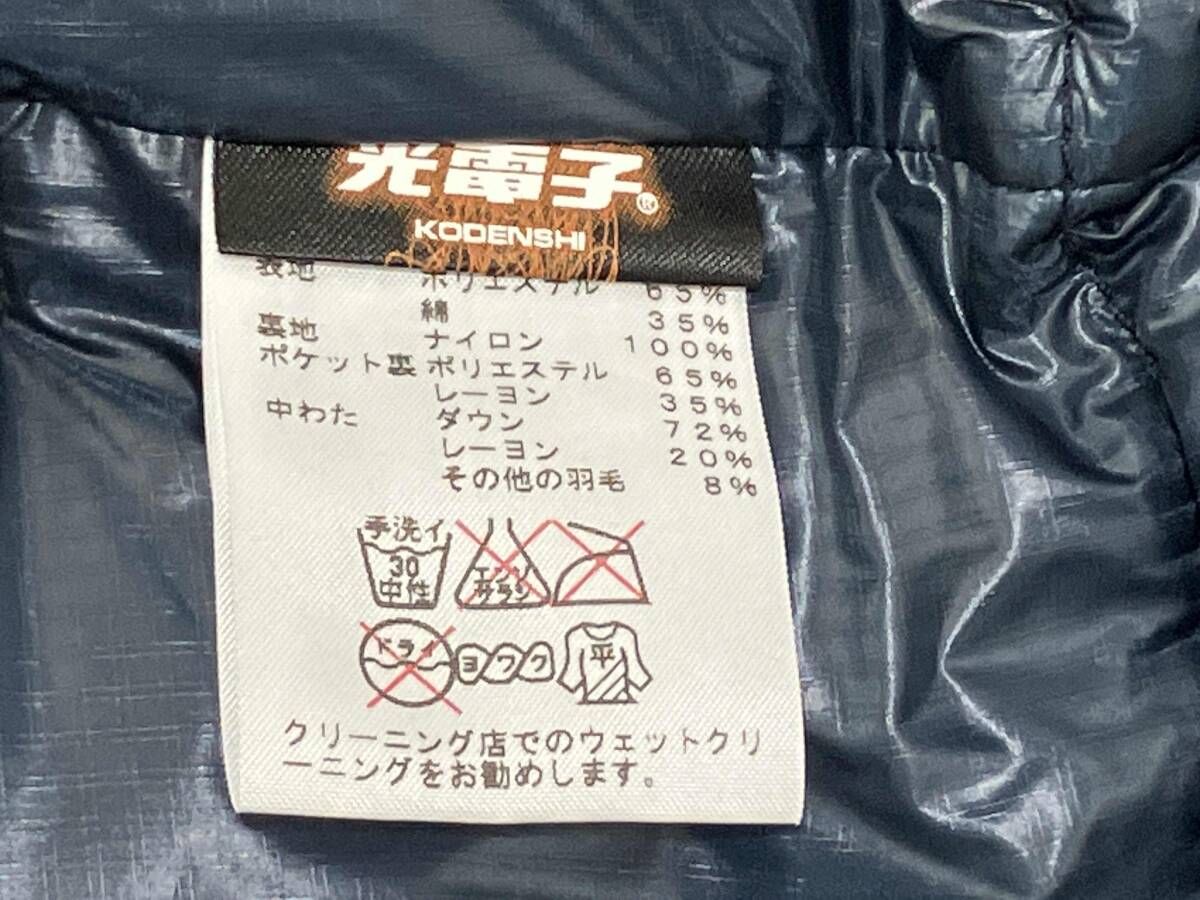 光電子®
KODENSHI
表地 ポリエステル 65%
綿 35%
裏地 ナイロン 100%
ポケット裏 ポリエステル 65%
レーヨン 35%
中わた ダウン 72%
レーヨン 20%
その他の羽毛 8%
手洗イ
30
中性
エンソ
サラシ
ドライ
ヨワク
平
クリーニング店でのウェットクリ
ーニングをお勧めします。